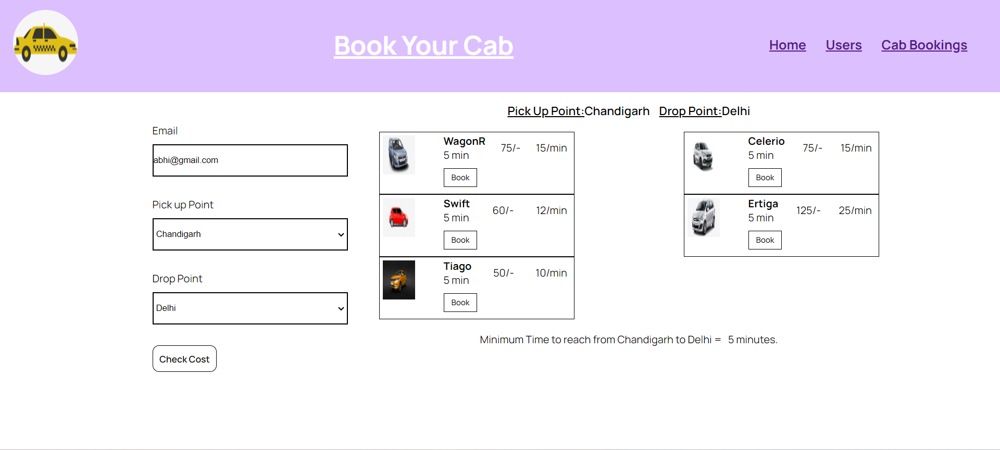 Book Your Cab
Home Users Cab Bookings
Pick Up Point:Chandigarh Drop Point:Delhi
Email
abhi@gmail.com
Pick up Point
Chandigarh
Drop Point
Delhi
Check Cost
WagonR 75/- 15/min
5 min
Book
Swift 60/- 12/min
5 min
Book
Tiago 50/- 10/min
5 min
Book
Celerio 75/- 15/min
5 min
Book
Ertiga 125/- 25/min
5 min
Book
Minimum Time to reach from Chandigarh to Delhi = 5 minutes.